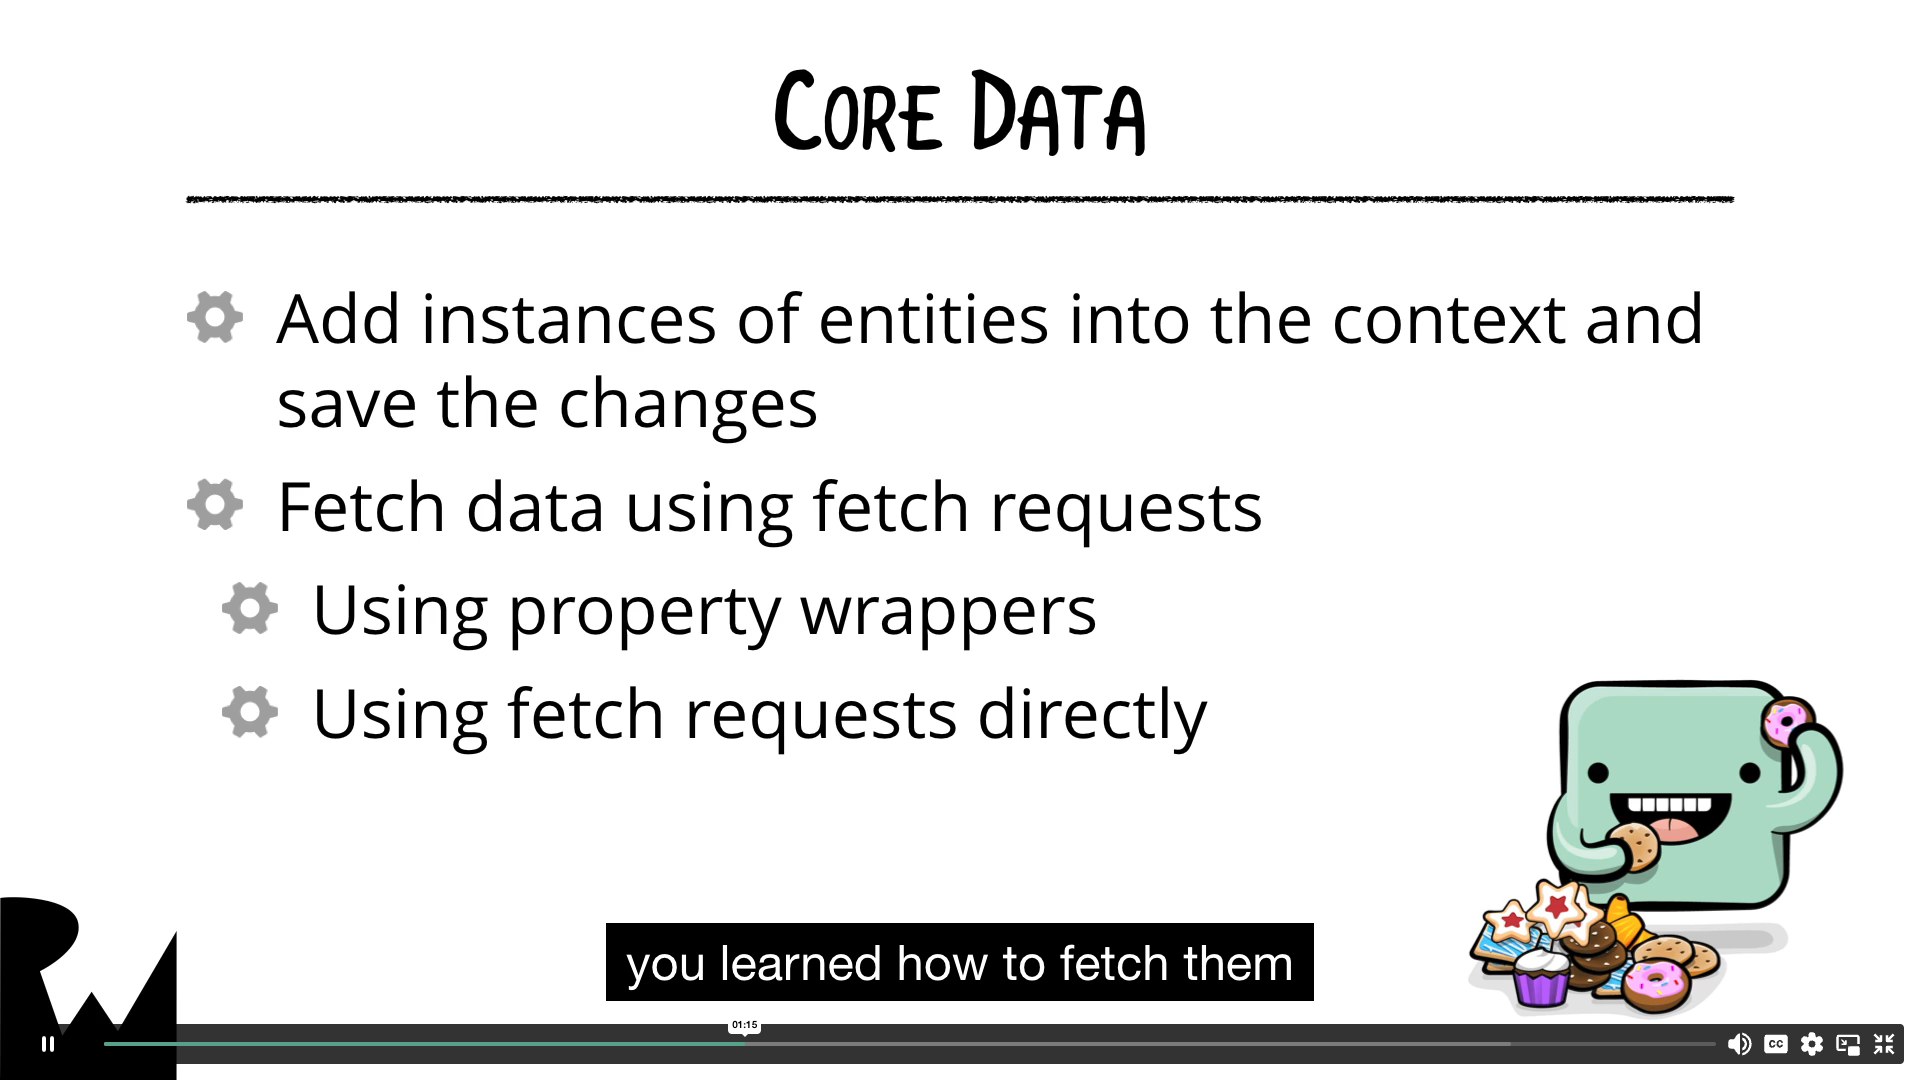 Core Data
Add instances of entities into the context and
save the changes
Fetch data using fetch requests
Using property wrappers
Using fetch requests directly
you learned how to fetch them
01:15
CC